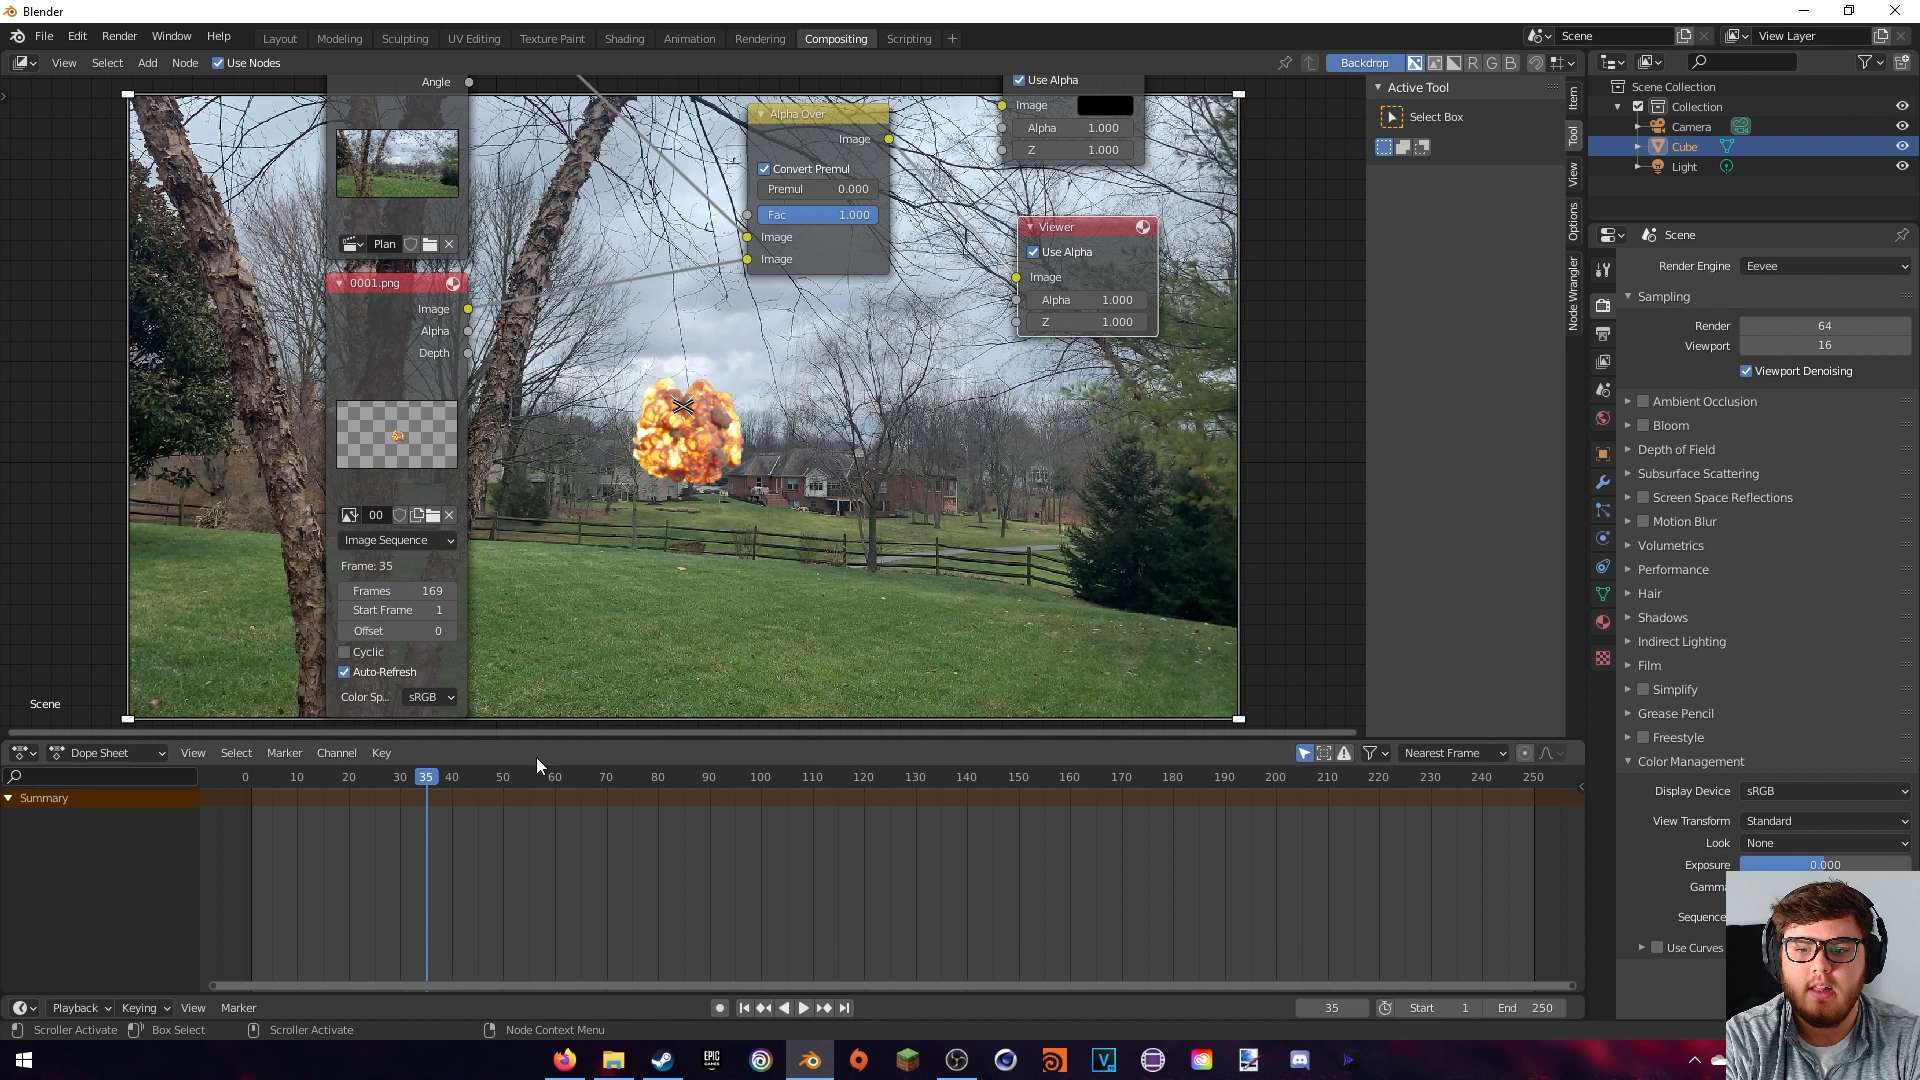 Blender
File Edit Render Window Help
Layout Modeling Sculpting UV Editing Texture Paint Shading Animation Rendering Compositing Scripting +
Scene
View Layer
View Select Add Node Use Nodes
Backdrop
R G B
Angle
Plan
0001.png
Image
Alpha
Depth
00
Image Sequence
Frame: 35
Frames 169
Start Frame 1
Offset 0
Cyclic
Auto-Refresh
Color Sp... sRGB
Scene
Alpha Over
Image
Convert Premul
Premul 0.000
Fac 1.000
Image
Image
Use Alpha
Image
Alpha 1.000
Z 1.000
Viewer
Use Alpha
Image
Alpha 1.000
Z 1.000
Active Tool
Select Box
Item
Tool
View
Options
Node Wrangler
Scene Collection
Collection
Camera
Cube
Light
Scene
Render Engine Eevee
Sampling
Render 64
Viewport 16
Viewport Denoising
Ambient Occlusion
Bloom
Depth of Field
Subsurface Scattering
Screen Space Reflections
Motion Blur
Volumetrics
Performance
Hair
Shadows
Indirect Lighting
Film
Simplify
Grease Pencil
Freestyle
Color Management
Display Device sRGB
View Transform Standard
Look None
Exposure 0.000
Gamm
Sequence
Use Curves
Dope Sheet View Select Marker Channel Key
Nearest Frame
0 10 20 30 35 40 50 60 70 80 90 100 110 120 130 140 150 160 170 180 190 200 210 220 230 240 250
Summary
Playback Keying View Marker
35 Start 1 End 250
Scroller Activate Box Select Scroller Activate Node Context Menu
EPIC
GAMES
V